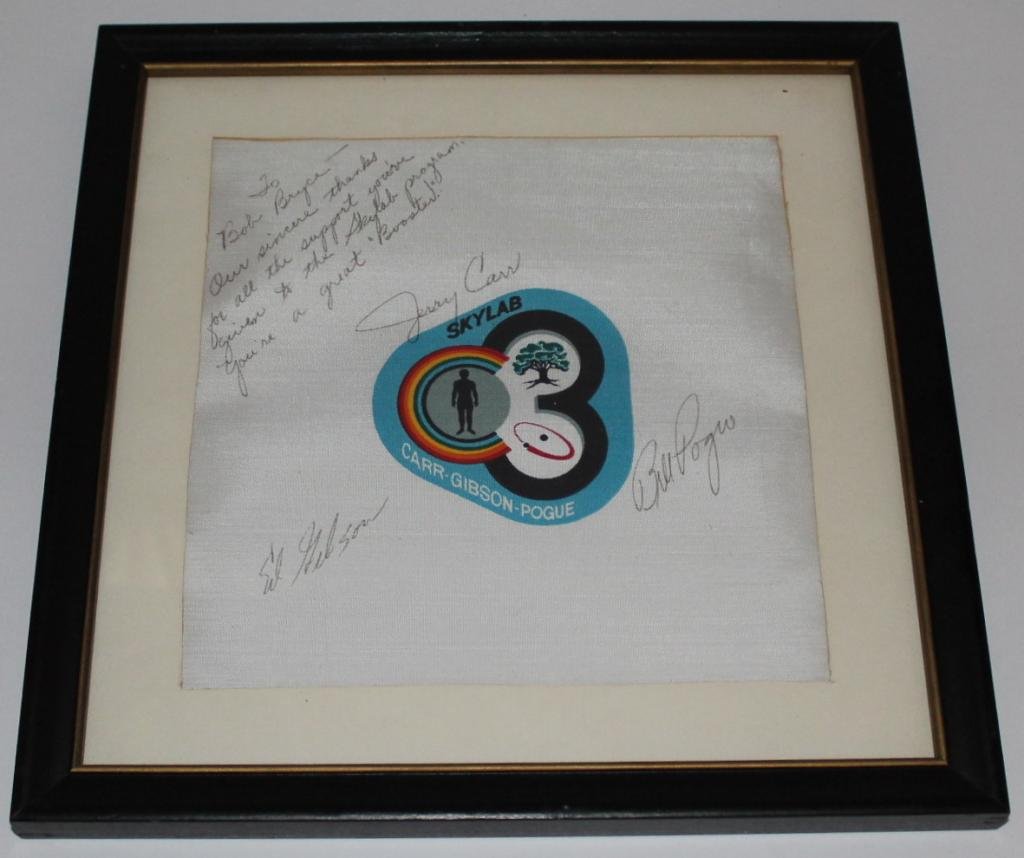 To
Bob Bryce —
Our sincere thanks
for all the support you've
given to the Skylab program.
You're a great 'Booster'!
Jerry Carr
SKYLAB
CARR-GIBSON-POGUE
Bill Pogue
Ed Gibson